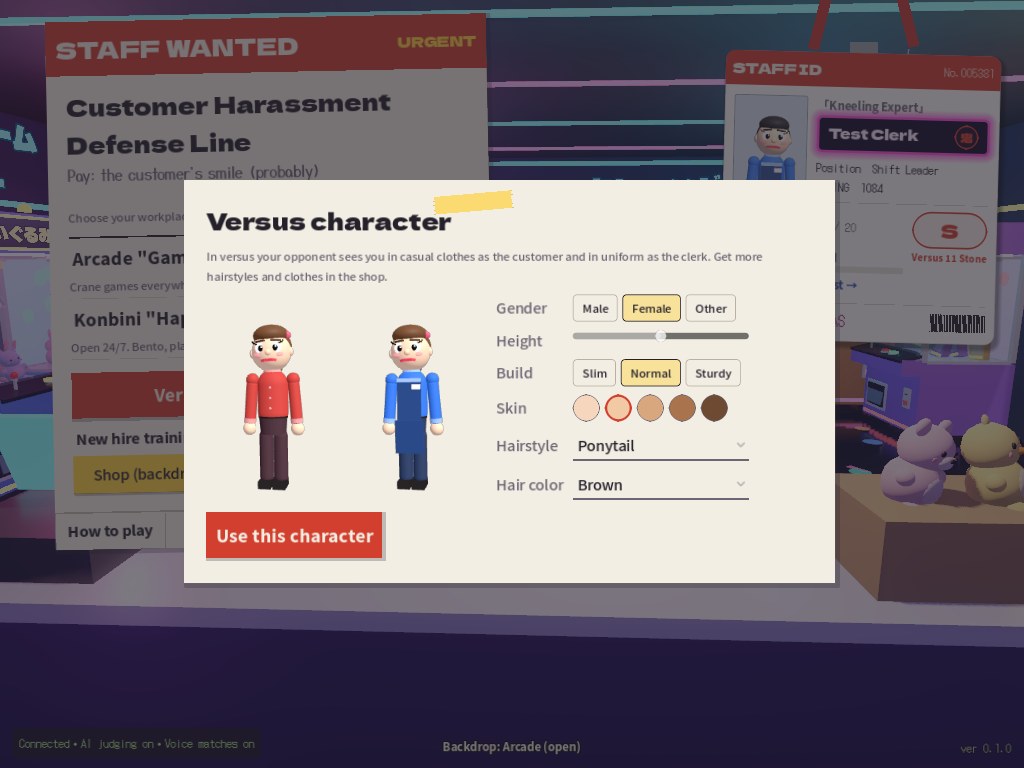 STAFF WANTED
URGENT
Customer Harassment
Defense Line
Pay: the customer's smile (probably)
Choose your workplac
Arcade "Gam
Crane games everywh
Konbini "Hap
Open 24/7. Bento, pla
Ver
New hire traini
Shop (backdr
How to play
STAFF ID
No. 005381
「Kneeling Expert」
Test Clerk
Position Shift Leader
NG 1084
/ 20
S
Versus 11 Stone
Versus character
In versus your opponent sees you in casual clothes as the customer and in uniform as the clerk. Get more
hairstyles and clothes in the shop.
Gender
Male
Female
Other
Height
Build
Slim
Normal
Sturdy
Skin
Hairstyle
Ponytail
Hair color
Brown
Use this character
Connected • AI judging on • Voice matches on
Backdrop: Arcade (open)
ver 0.1.0